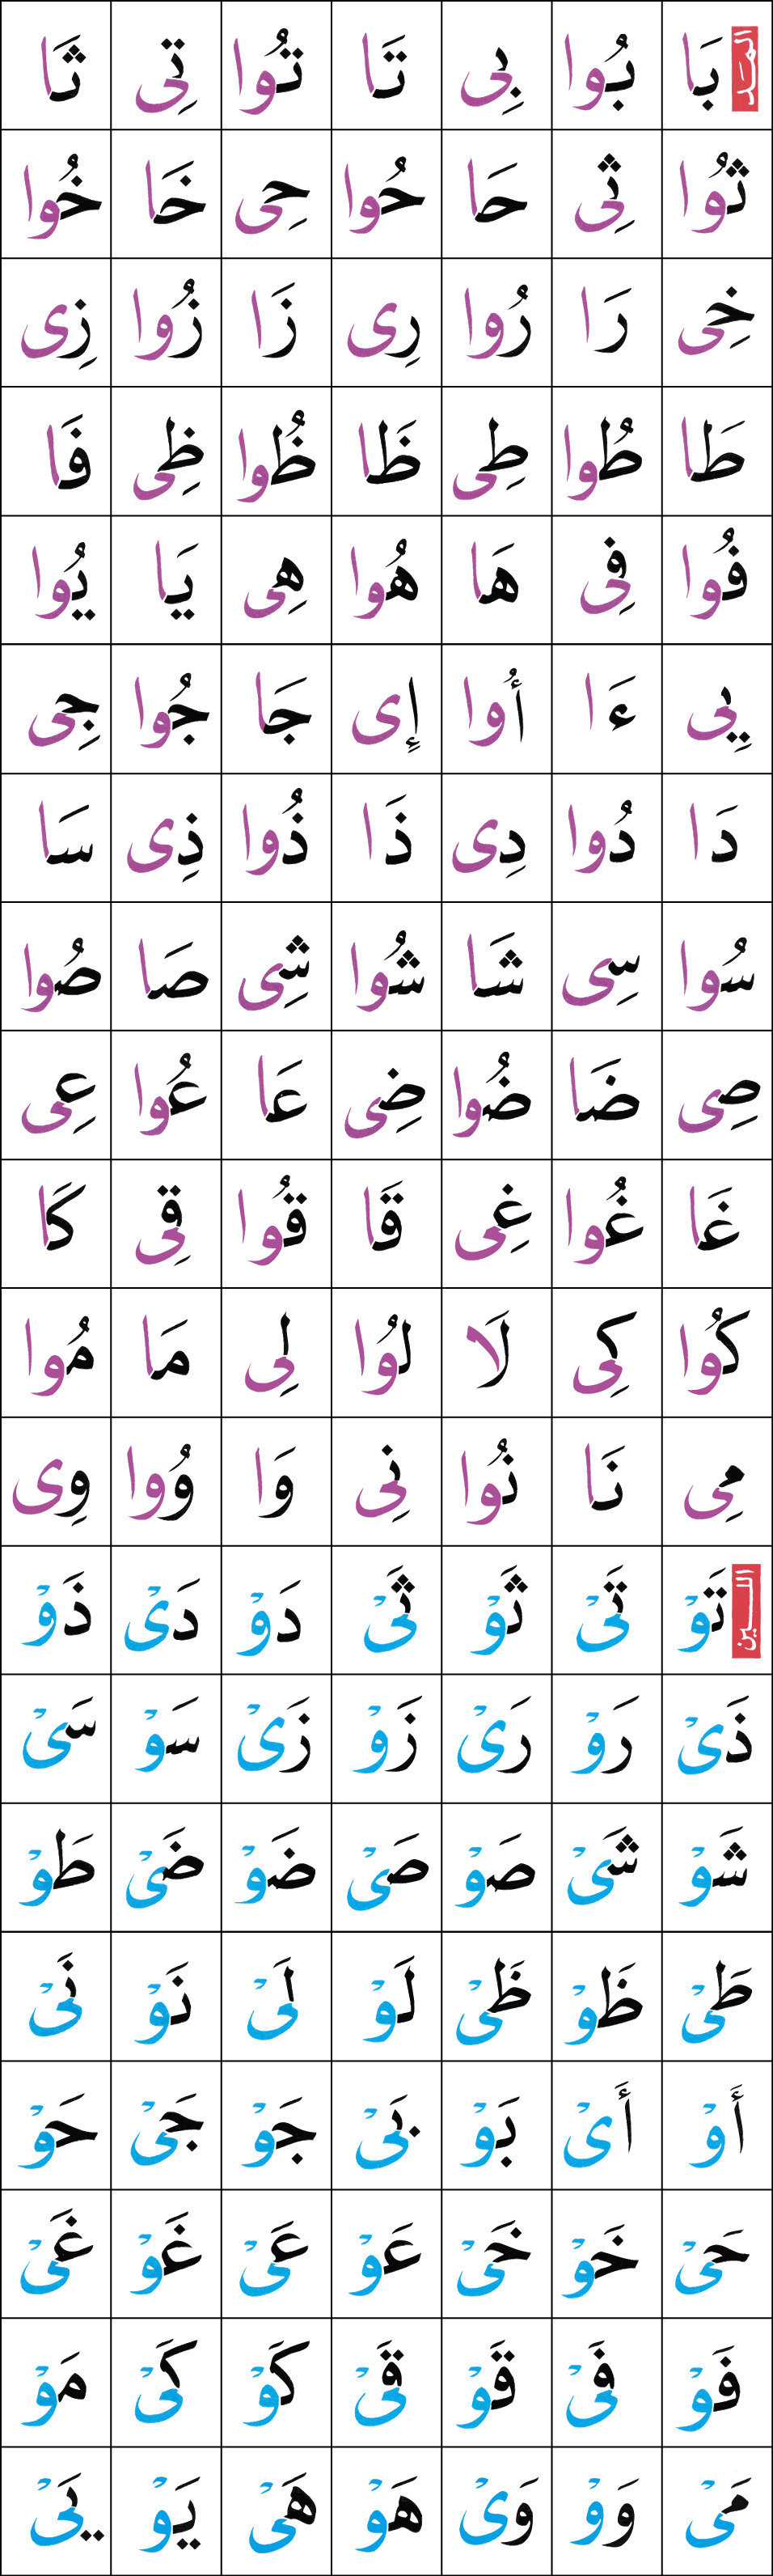 المد بَا بُوا بِى تَا تُوا تِى ثَا
ثُوا ثِى حَا حُوا حِى خَا خُوا
خِى رَا رُوا رِى زَا زُوا زِى
طَا طُوا طِى ظَا ظُوا ظِى فَا
فُوا فِى هَا هُوا هِى يَا يُوا
يِى ءَا أُوا إِى جَا جُوا جِى
دَا دُوا دِى ذَا ذُوا ذِى سَا
سُوا سِى شَا شُوا شِى صَا صُوا
صِى ضَا ضُوا ضِى عَا عُوا عِى
غَا غُوا غِى قَا قُوا قِى كَا
كُوا كِى لَا لُوا لِى مَا مُوا
مِى نَا نُوا نِى وَا وُوا وِى
اللين تَوْ تَىْ ثَوْ ثَىْ دَوْ دَىْ ذَوْ
ذَىْ رَوْ رَىْ زَوْ زَىْ سَوْ سَىْ
شَوْ شَىْ صَوْ صَىْ ضَوْ ضَىْ طَوْ
طَىْ ظَوْ ظَىْ لَوْ لَىْ نَوْ نَىْ
أَوْ أَىْ بَوْ بَىْ جَوْ جَىْ حَوْ
حَىْ خَوْ خَىْ عَوْ عَىْ غَوْ غَىْ
فَوْ فَىْ قَوْ قَىْ كَوْ كَىْ مَوْ
مَىْ وَوْ وَىْ هَوْ هَىْ يَوْ يَىْ